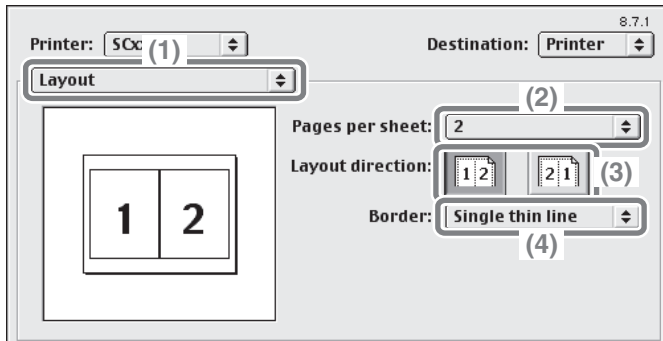 8.7.1
Printer: SCxx (1) Destination: Printer
Layout
(2)
Pages per sheet: 2
Layout direction: 1 2 2 1 (3)
Border: Single thin line
(4)
1 2